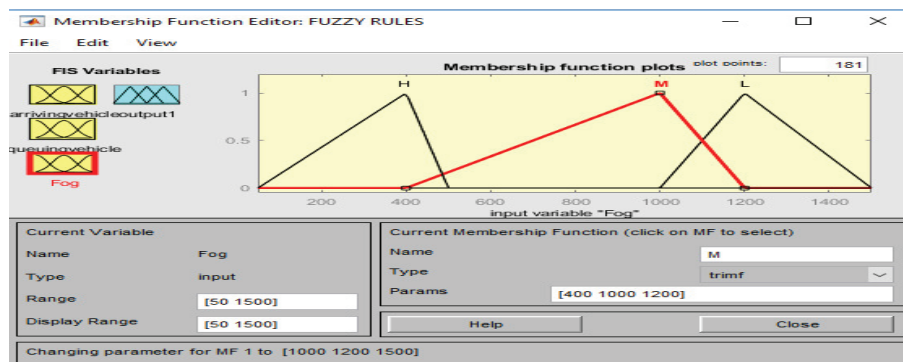 Membership Function Editor: FUZZY RULES
File Edit View
FIS Variables
Membership function plots
plot points:
181
arrivingvehicle
output1
queuingvehicle
Fog
H
M
L
1
0.5
0
200 400 600 800 1000 1200 1400
input variable "Fog"
Current Variable
Name Fog
Type input
Range [50 1500]
Display Range [50 1500]
Current Membership Function (click on MF to select)
Name M
Type trimf
Params [400 1000 1200]
Help Close
Changing parameter for MF 1 to [1000 1200 1500]